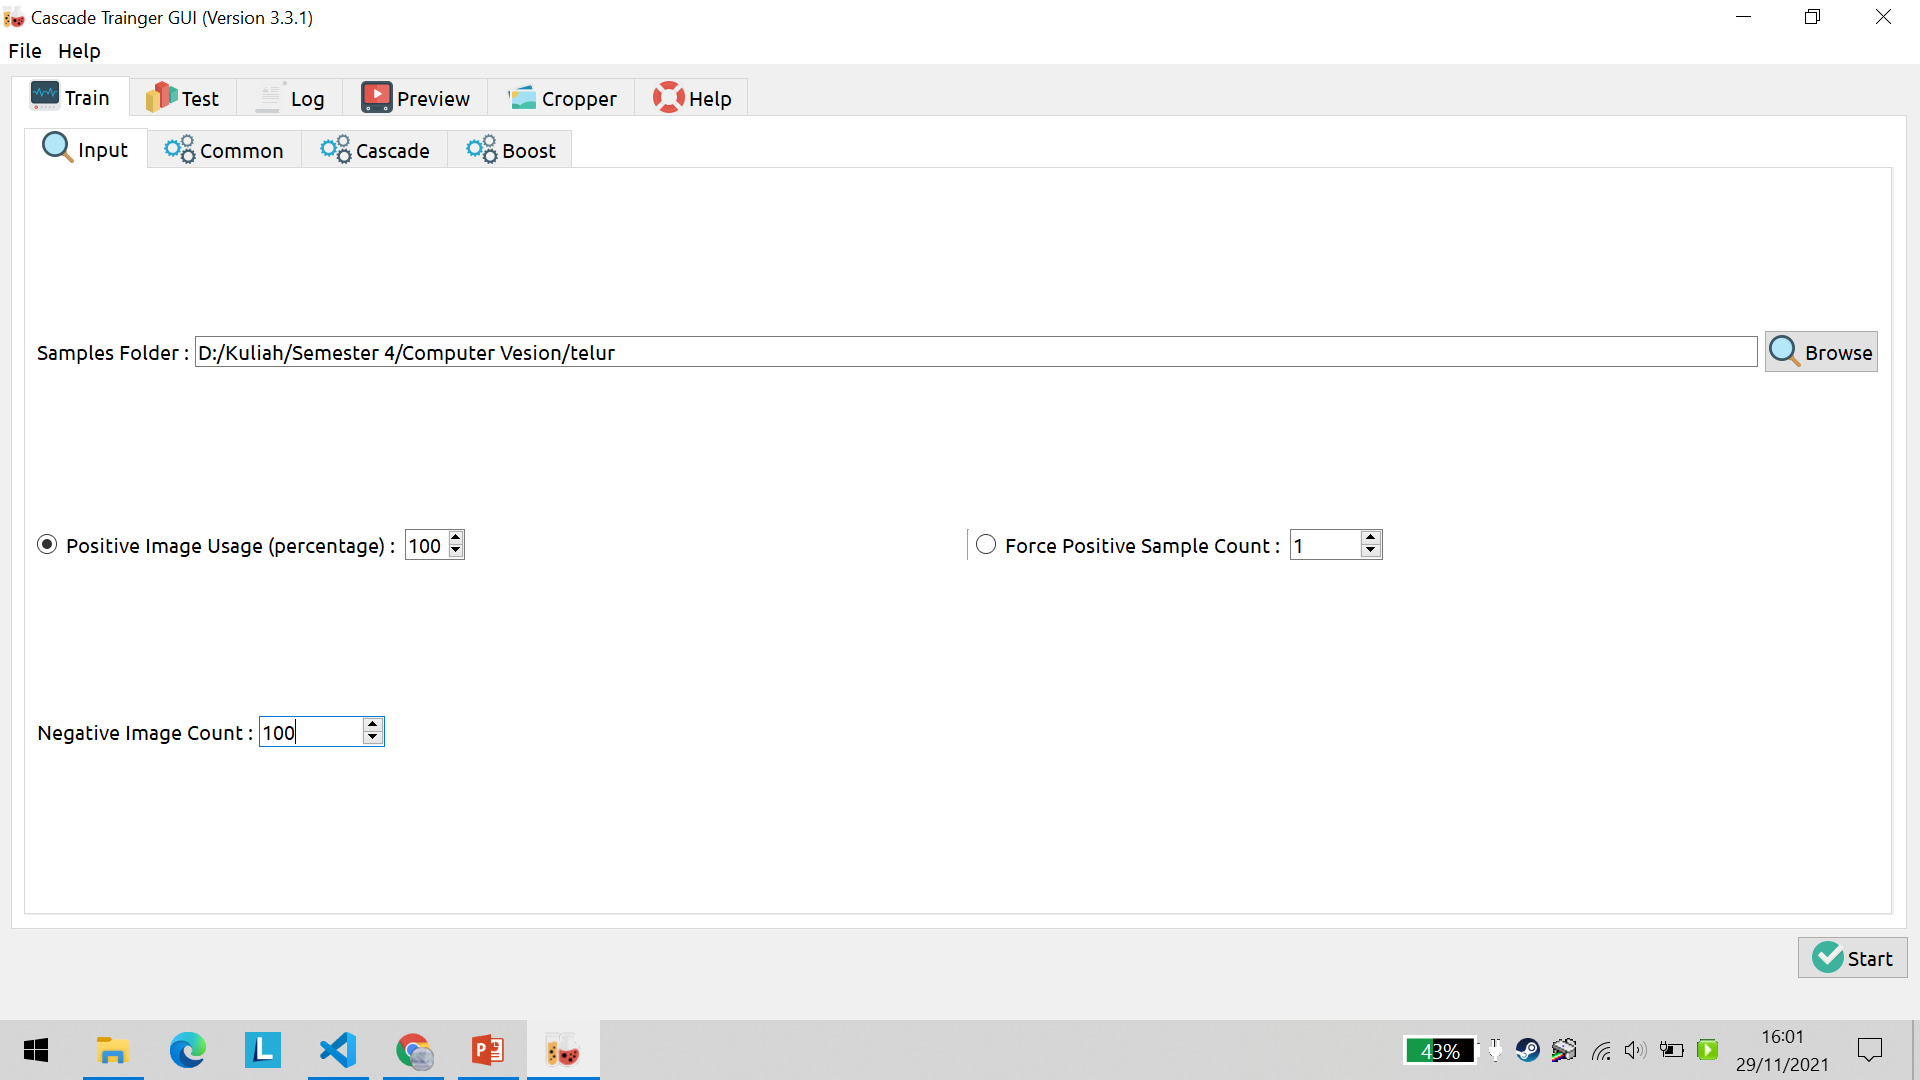 Cascade Trainger GUI (Version 3.3.1)
File Help
Train Test Log Preview Cropper Help
Input Common Cascade Boost
Samples Folder : D:/Kuliah/Semester 4/Computer Vesion/telur Browse
Positive Image Usage (percentage) : 100 Force Positive Sample Count : 1
Negative Image Count : 100
Start
L P 43% 16:01
29/11/2021